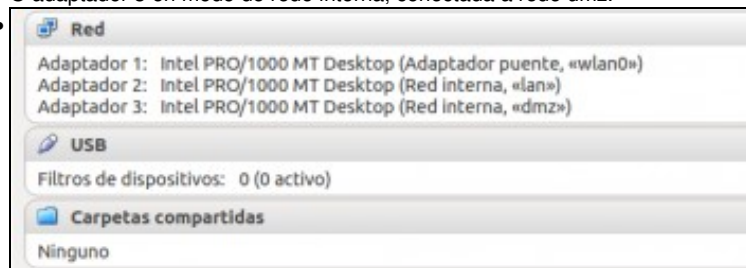 Red
Adaptador 1: Intel PRO/1000 MT Desktop (Adaptador puente, «wlan0»)
Adaptador 2: Intel PRO/1000 MT Desktop (Red interna, «lan»)
Adaptador 3: Intel PRO/1000 MT Desktop (Red interna, «dmz»)
USB
Filtros de dispositivos: 0 (0 activo)
Carpetas compartidas
Ninguno